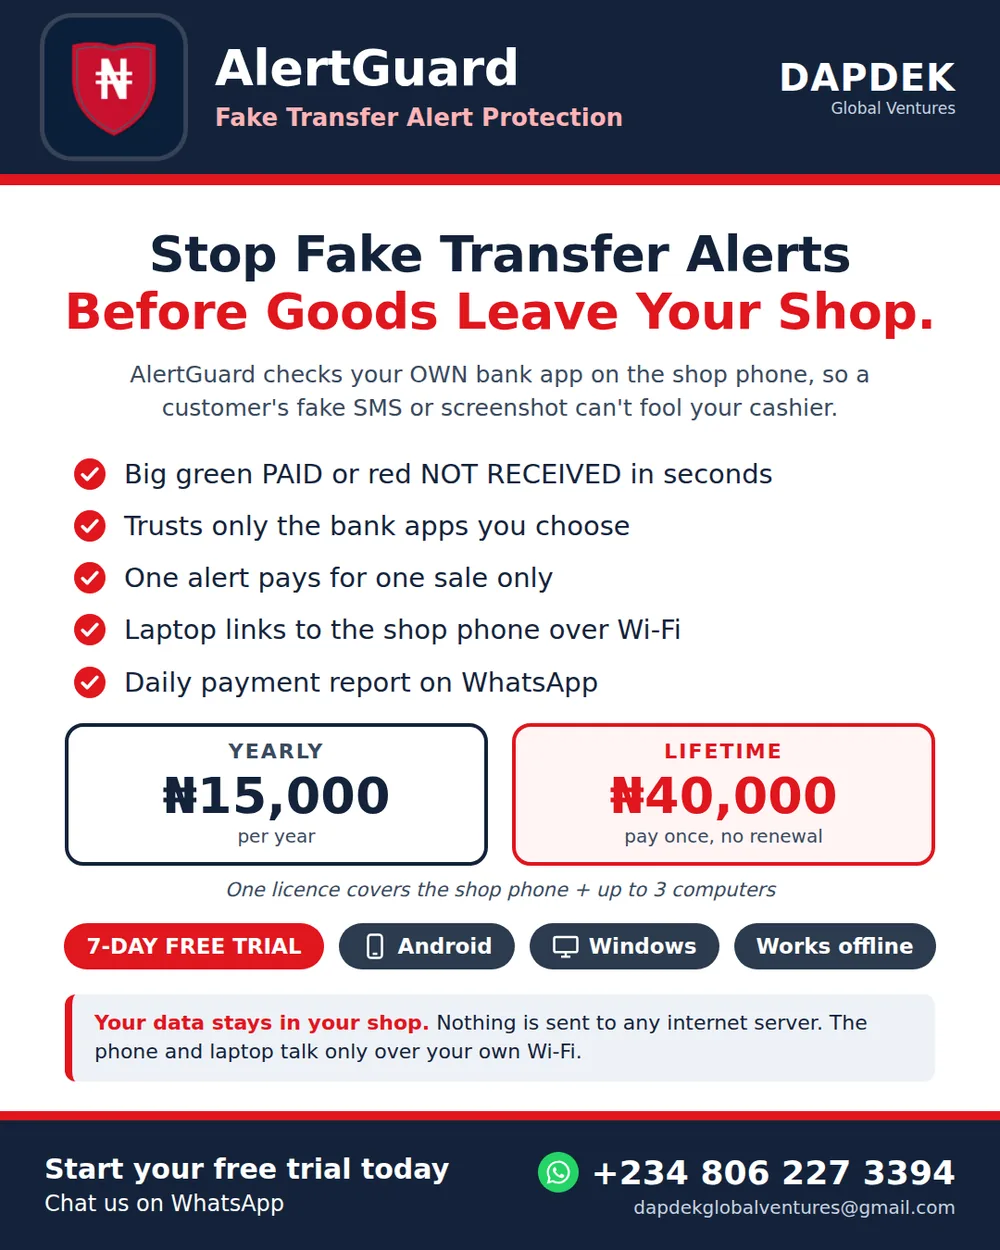 ₦
AlertGuard
Fake Transfer Alert Protection
DAPDEK
Global Ventures
Stop Fake Transfer Alerts
Before Goods Leave Your Shop.
AlertGuard checks your OWN bank app on the shop phone, so a
customer's fake SMS or screenshot can't fool your cashier.
Big green PAID or red NOT RECEIVED in seconds
Trusts only the bank apps you choose
One alert pays for one sale only
Laptop links to the shop phone over Wi-Fi
Daily payment report on WhatsApp
YEARLY
₦15,000
per year
LIFETIME
₦40,000
pay once, no renewal
One licence covers the shop phone + up to 3 computers
7-DAY FREE TRIAL
Android
Windows
Works offline
Your data stays in your shop. Nothing is sent to any internet server. The
phone and laptop talk only over your own Wi-Fi.
Start your free trial today
Chat us on WhatsApp
+234 806 227 3394
dapdekglobalventures@gmail.com